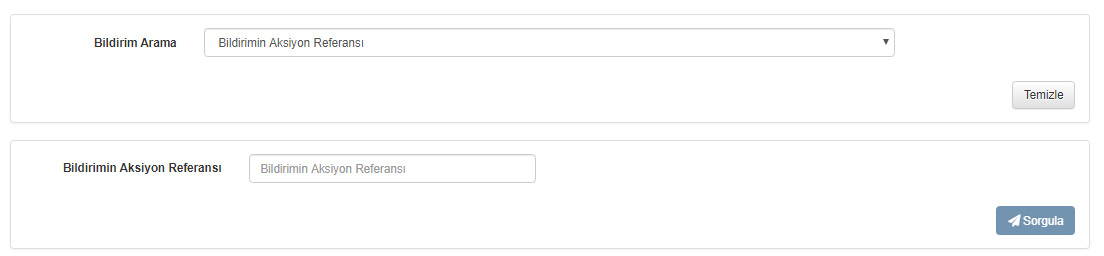 Bildirim Arama Bildirimin Aksiyon Referansı
Temizle
Bildirimin Aksiyon Referansı Bildirimin Aksiyon Referansı
Sorgula